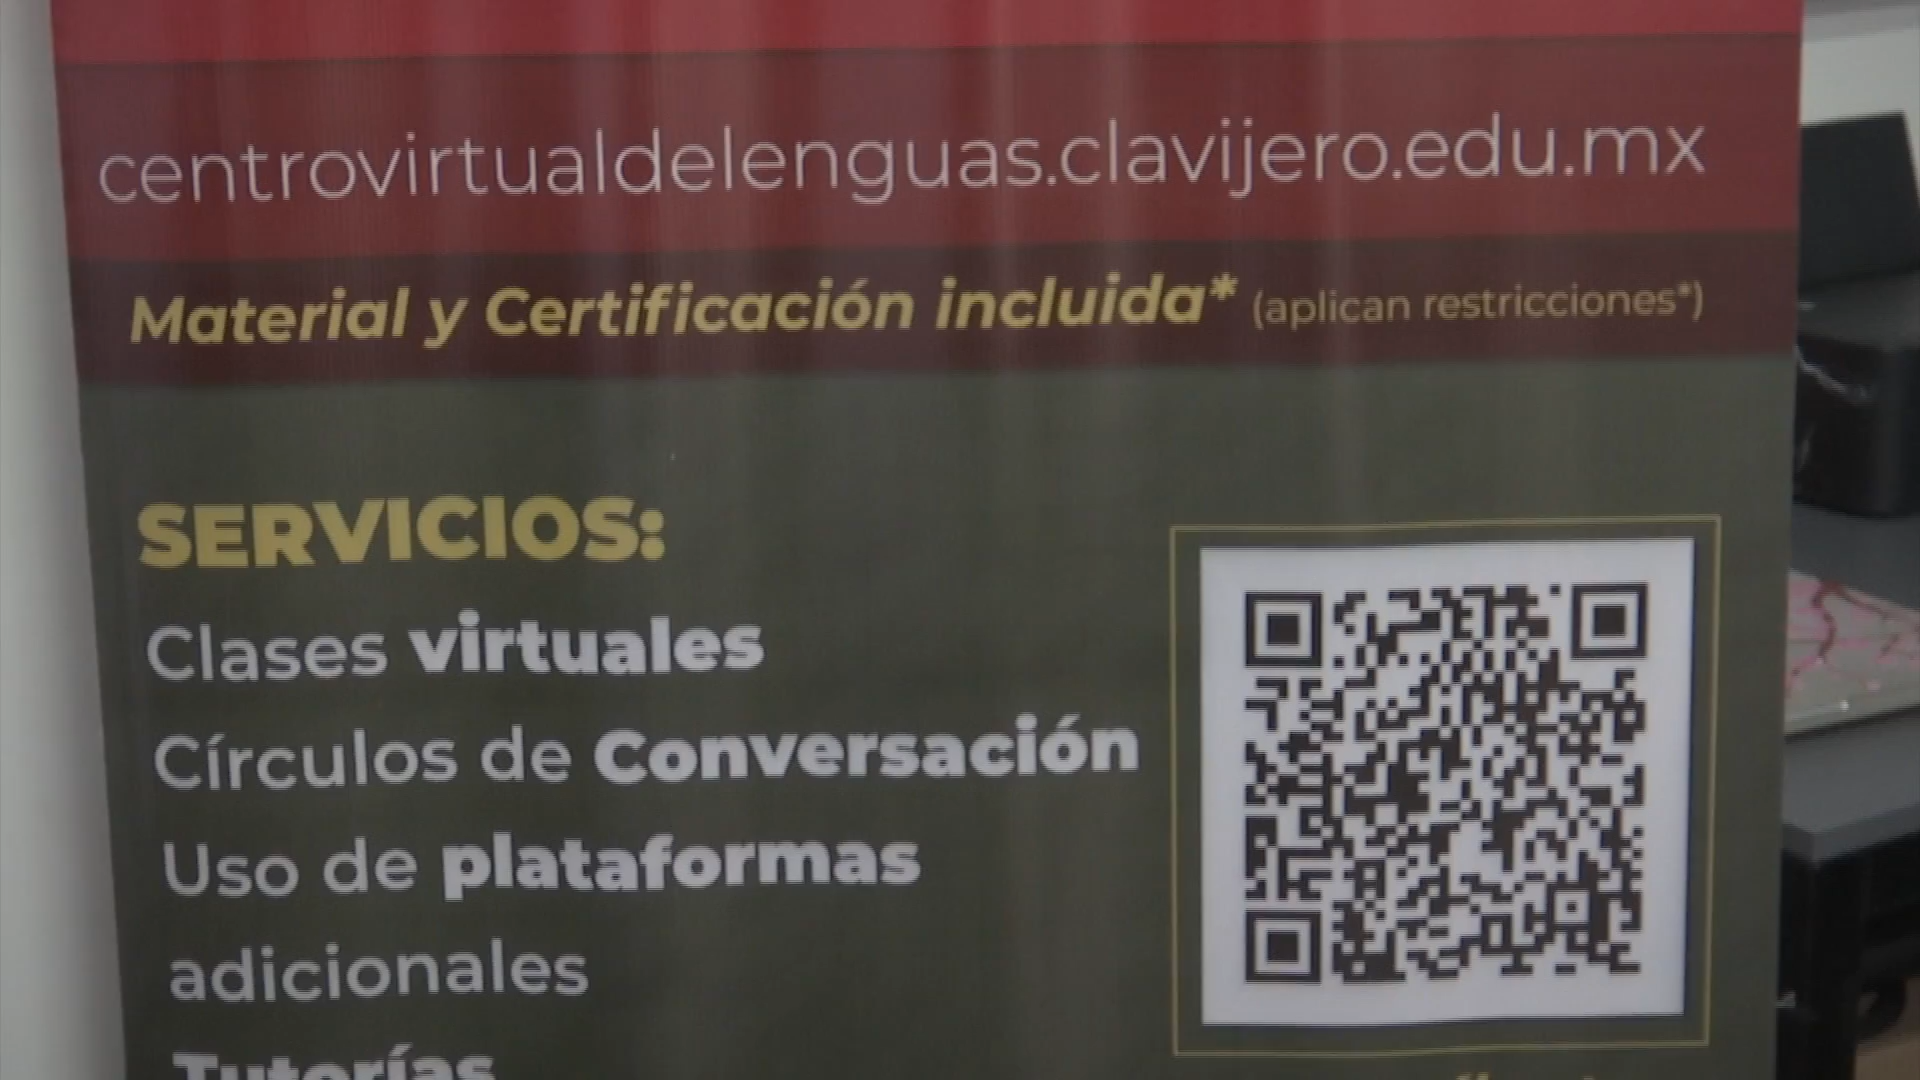 centrovirtualdelenguas.clavijero.edu.mx
Material y Certificación incluida* (aplican restricciones*)
SERVICIOS:
Clases virtuales
Círculos de Conversación
Uso de plataformas
adicionales
Tutorías